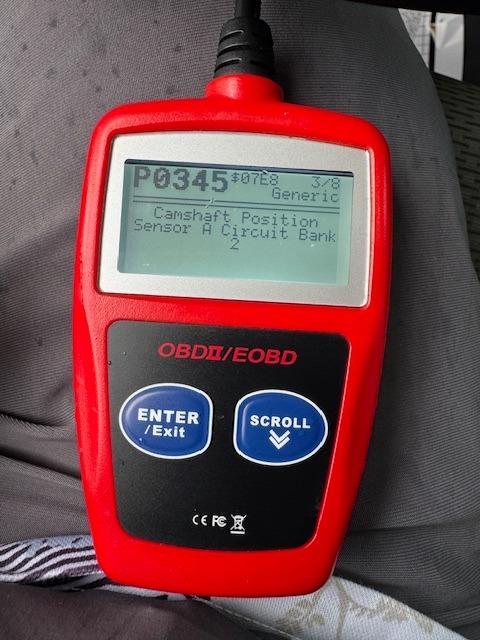 P0345 $07E8 3/8
Generic
Camshaft Position
Sensor A Circuit Bank
2
OBDII/EOBD
ENTER
/Exit
SCROLL
CE FC